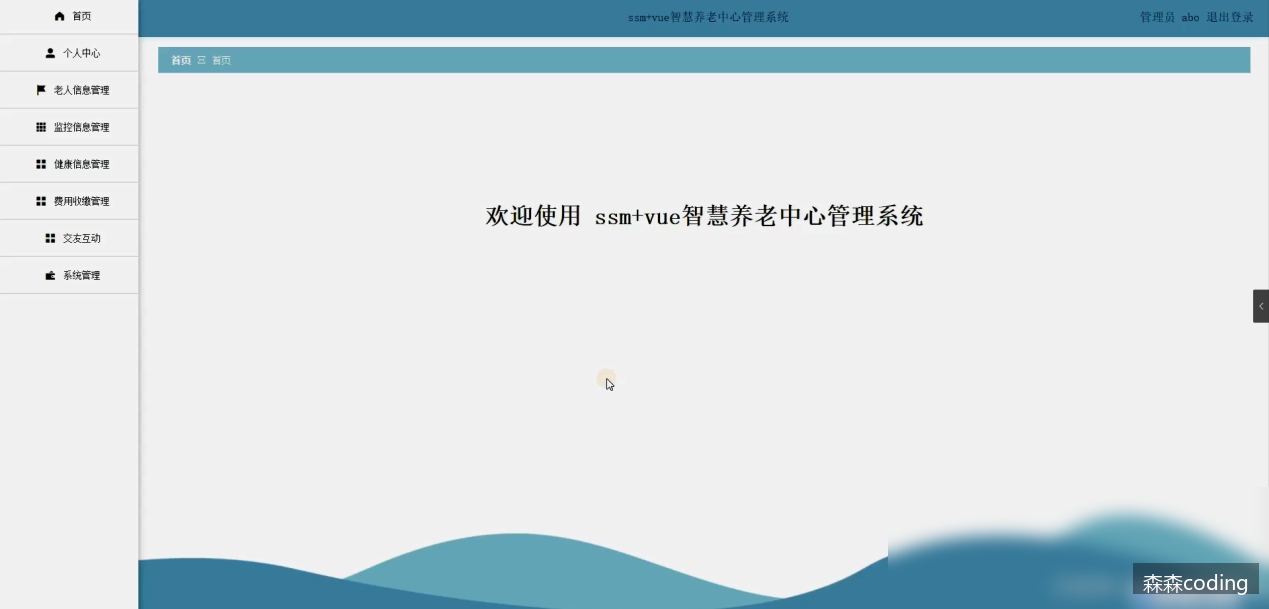 首页
个人中心
老人信息管理
监控信息管理
健康信息管理
费用收缴管理
交友互动
系统管理
ssm+vue智慧养老中心管理系统
管理员 abo 退出登录
首页 首页
欢迎使用 ssm+vue智慧养老中心管理系统
森森coding